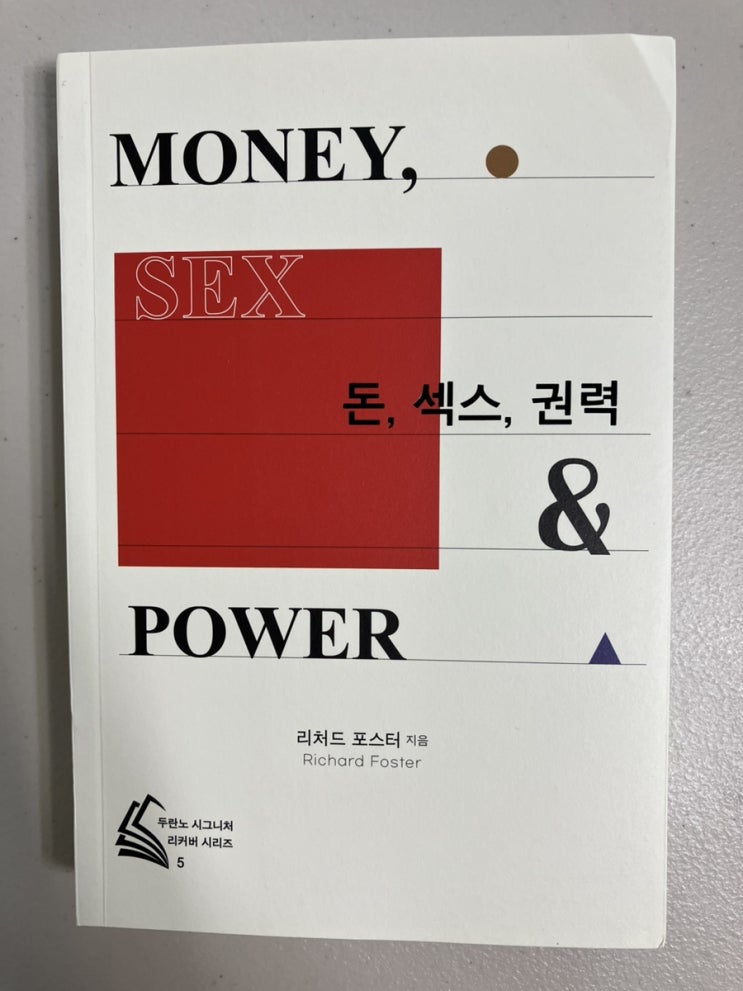 MONEY,
SEX
돈, 섹스, 권력
&
POWER
리처드 포스터 지음
Richard Foster
두란노 시그니처
리커버 시리즈
5